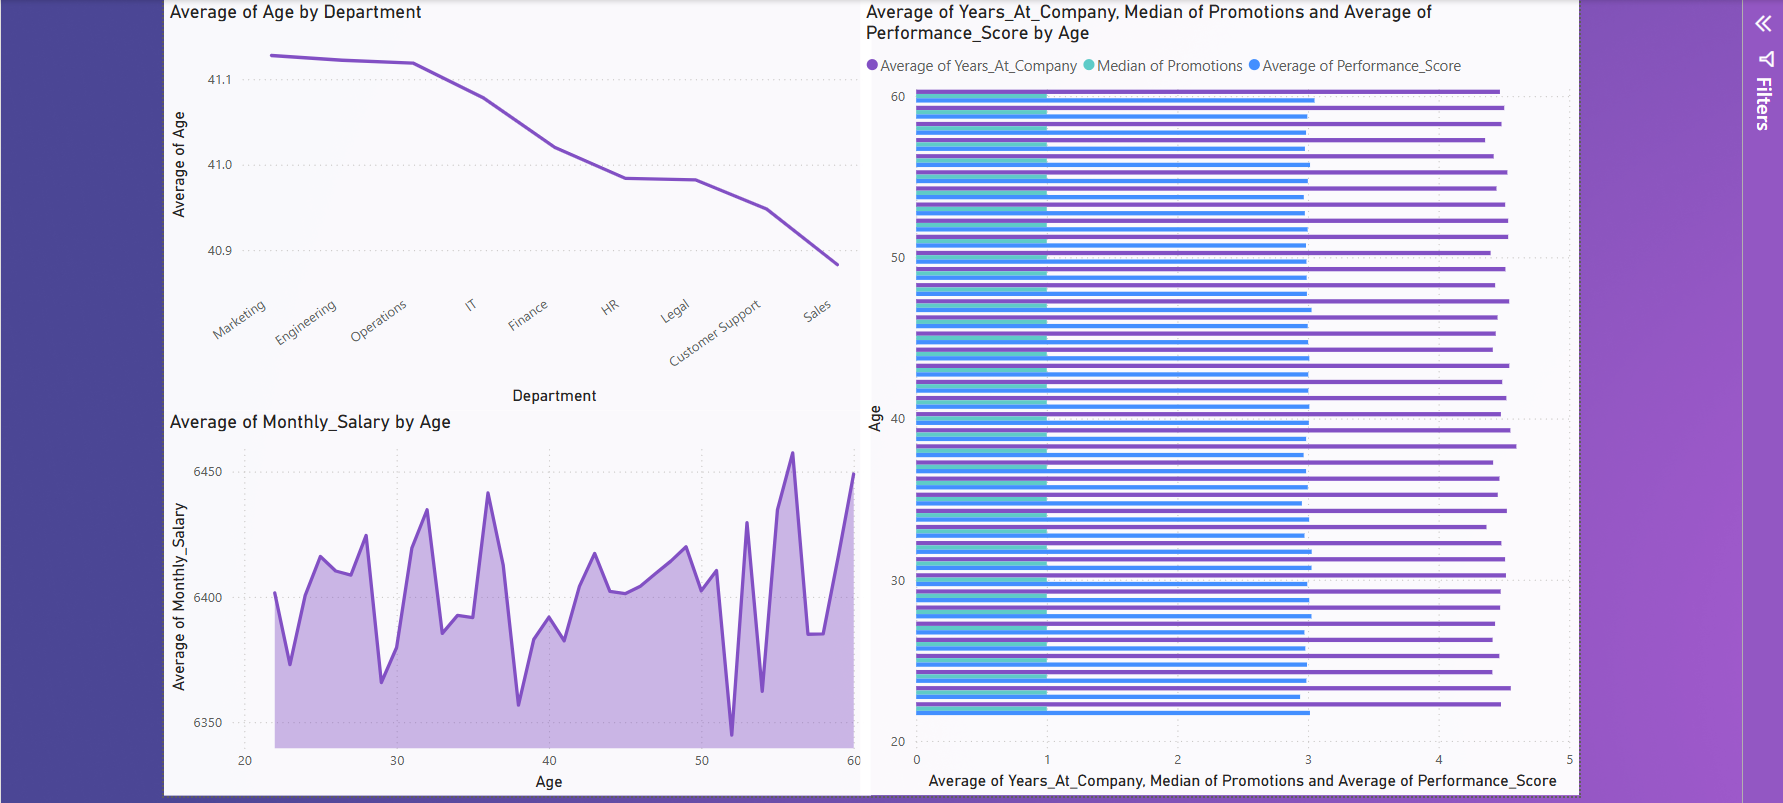 Average of Age by Department
Average of Age
41.1
41.0
40.9
Marketing
Engineering
Operations
IT
Finance
HR
Legal
Customer Support
Sales
Department
Average of Monthly_Salary by Age
Average of Monthly_Salary
6450
6400
6350
20 30 40 50 60
Age
Average of Years_At_Company, Median of Promotions and Average of
Performance_Score by Age
Average of Years_At_Company Median of Promotions Average of Performance_Score
Age
60
50
40
30
20
0 1 2 3 4 5
Average of Years_At_Company, Median of Promotions and Average of Performance_Score
Filters